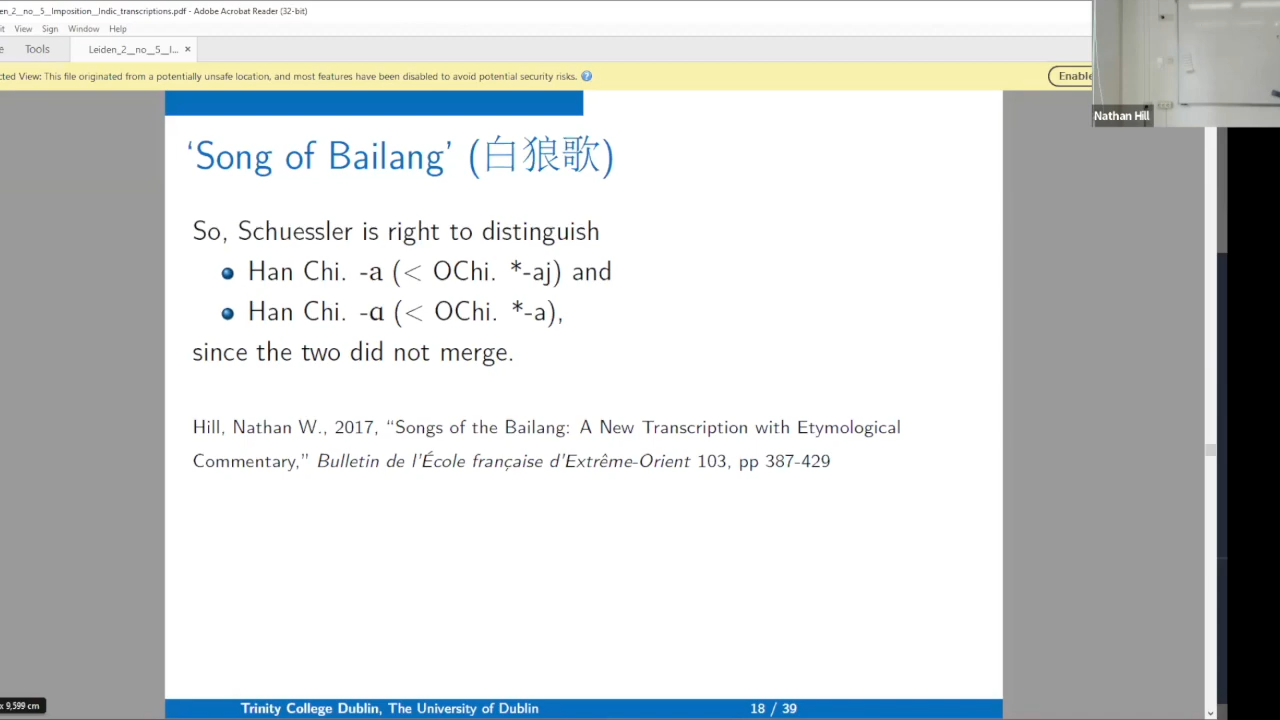 en_2__no__5__Imposition__Indic_transcriptions.pdf - Adobe Acrobat Reader (32-bit)
it View Sign Window Help
e Tools Leiden_2__no__5__I... ×
cted View: This file originated from a potentially unsafe location, and most features have been disabled to avoid potential security risks. ? Enable
Nathan Hill
‘Song of Bailang’ (白狼歌)
So, Schuessler is right to distinguish
Han Chi. -a (< OChi. *-aj) and
Han Chi. -ɑ (< OChi. *-a),
since the two did not merge.
Hill, Nathan W., 2017, “Songs of the Bailang: A New Transcription with Etymological
Commentary,” Bulletin de l’École française d’Extrême-Orient 103, pp 387-429
x 9,599 cm
Trinity College Dublin, The University of Dublin 18 / 39